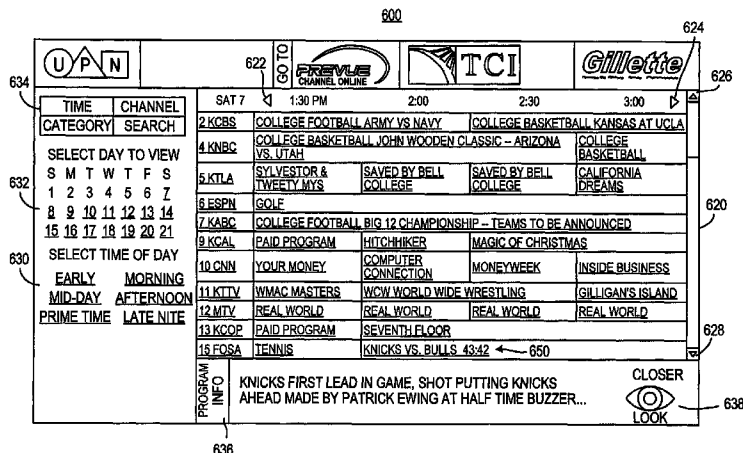 600
UPN
GO TO
PREVUE
CHANNEL ONLINE
TCI
Gillette
622
624
626
634
TIME CHANNEL
CATEGORY SEARCH
SAT 7 1:30 PM 2:00 2:30 3:00
2 KCBS COLLEGE FOOTBALL ARMY VS NAVY COLLEGE BASKETBALL KANSAS AT UCLA
4 KNBC COLLEGE BASKETBALL JOHN WOODEN CLASSIC – ARIZONA VS. UTAH COLLEGE BASKETBALL
5 KTLA SYLVESTOR & TWEETY MYS SAVED BY BELL COLLEGE SAVED BY BELL COLLEGE CALIFORNIA DREAMS
6 ESPN GOLF
7 KABC COLLEGE FOOTBALL BIG 12 CHAMPIONSHIP – TEAMS TO BE ANNOUNCED
9 KCAL PAID PROGRAM HITCHHIKER MAGIC OF CHRISTMAS
10 CNN YOUR MONEY COMPUTER CONNECTION MONEYWEEK INSIDE BUSINESS
11 KTTV WMAC MASTERS WCW WORLD WIDE WRESTLING GILLIGAN'S ISLAND
12 MTV REAL WORLD REAL WORLD REAL WORLD REAL WORLD
13 KCOP PAID PROGRAM SEVENTH FLOOR
15 FOSA TENNIS KNICKS VS. BULLS 43:42 650
SELECT DAY TO VIEW
S M T W T F S
1 2 3 4 5 6 7
8 9 10 11 12 13 14
15 16 17 18 19 20 21
632
SELECT TIME OF DAY
630
EARLY MORNING
MID-DAY AFTERNOON
PRIME TIME LATE NITE
620
628
PROGRAM INFO
KNICKS FIRST LEAD IN GAME, SHOT PUTTING KNICKS
AHEAD MADE BY PATRICK EWING AT HALF TIME BUZZER...
CLOSER
LOOK
638
636